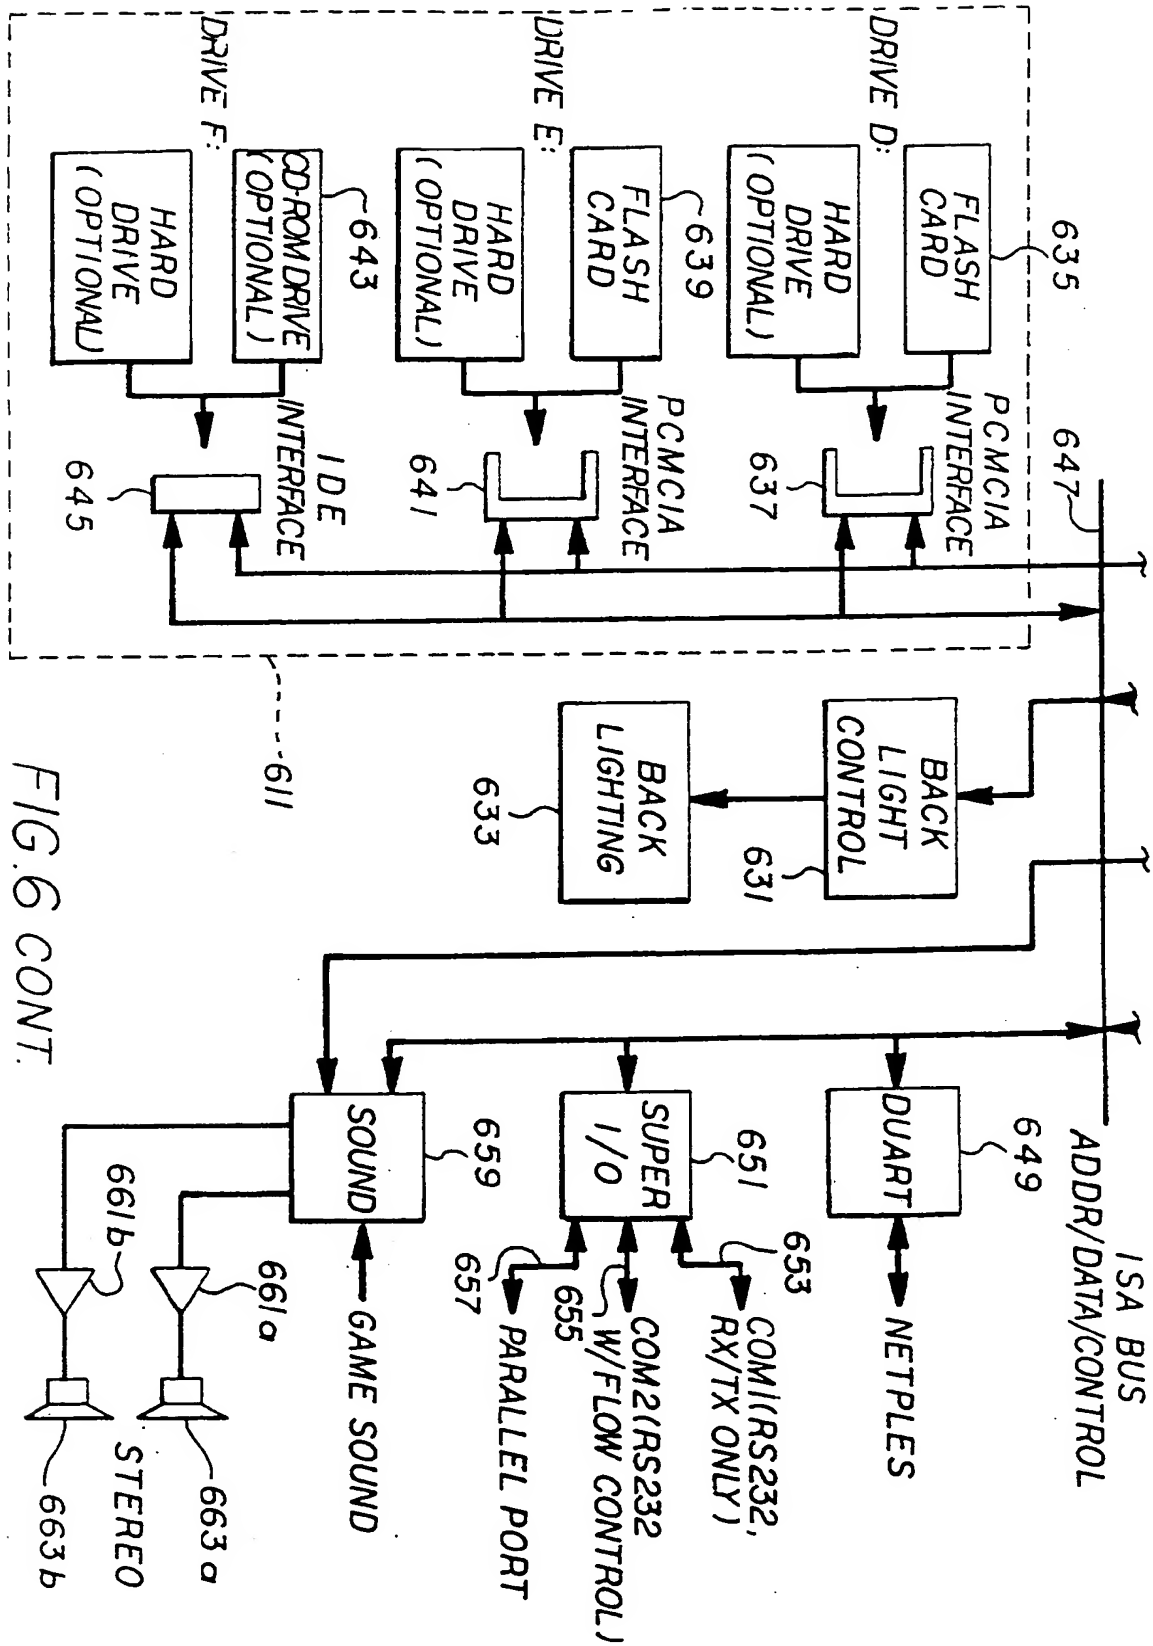 635
FLASH
CARD
DRIVE D:
HARD
DRIVE
(OPTIONAL)
PCMCIA
INTERFACE
637
639
FLASH
CARD
DRIVE E:
HARD
DRIVE
(OPTIONAL)
PCMCIA
INTERFACE
641
643
CD-ROM DRIVE
(OPTIONAL)
DRIVE F:
HARD
DRIVE
(OPTIONAL)
IDE
INTERFACE
645
647
611
BACK
LIGHT
CONTROL
631
BACK
LIGHTING
633
ISA BUS
ADDR/DATA/CONTROL
649
DUART
NETPLES
651
SUPER
I/O
653
COM1(RS232,
RX/TX ONLY)
655
COM2(RS232
W/FLOW CONTROL)
657
PARALLEL PORT
659
SOUND
GAME SOUND
661a
661b
663a
STEREO
663b
FIG.6 CONT.